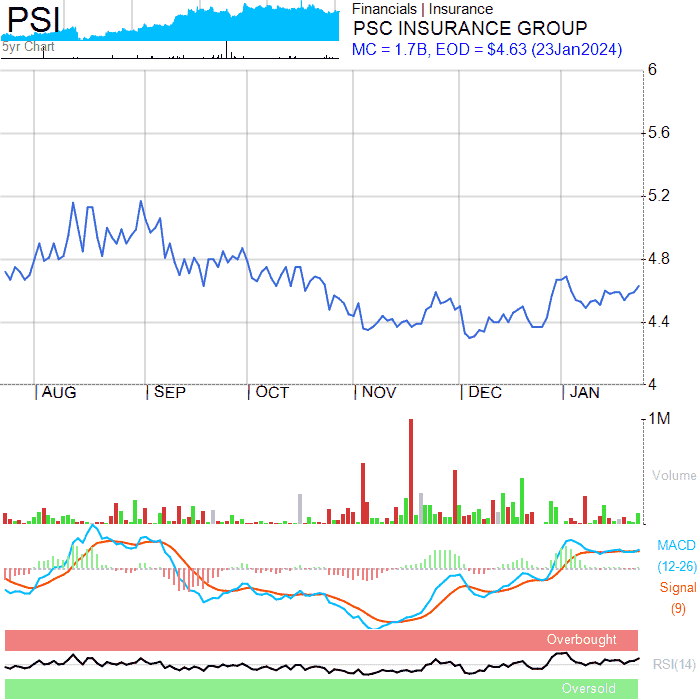 PSI
5yr Chart
Financials | Insurance
PSC INSURANCE GROUP
MC = 1.7B, EOD = $4.63 (23Jan2024)
6
5.6
5.2
4.8
4.4
4
AUG SEP OCT NOV DEC JAN
1M
Volume
MACD
(12-26)
Signal
(9)
Overbought
RSI(14)
Oversold